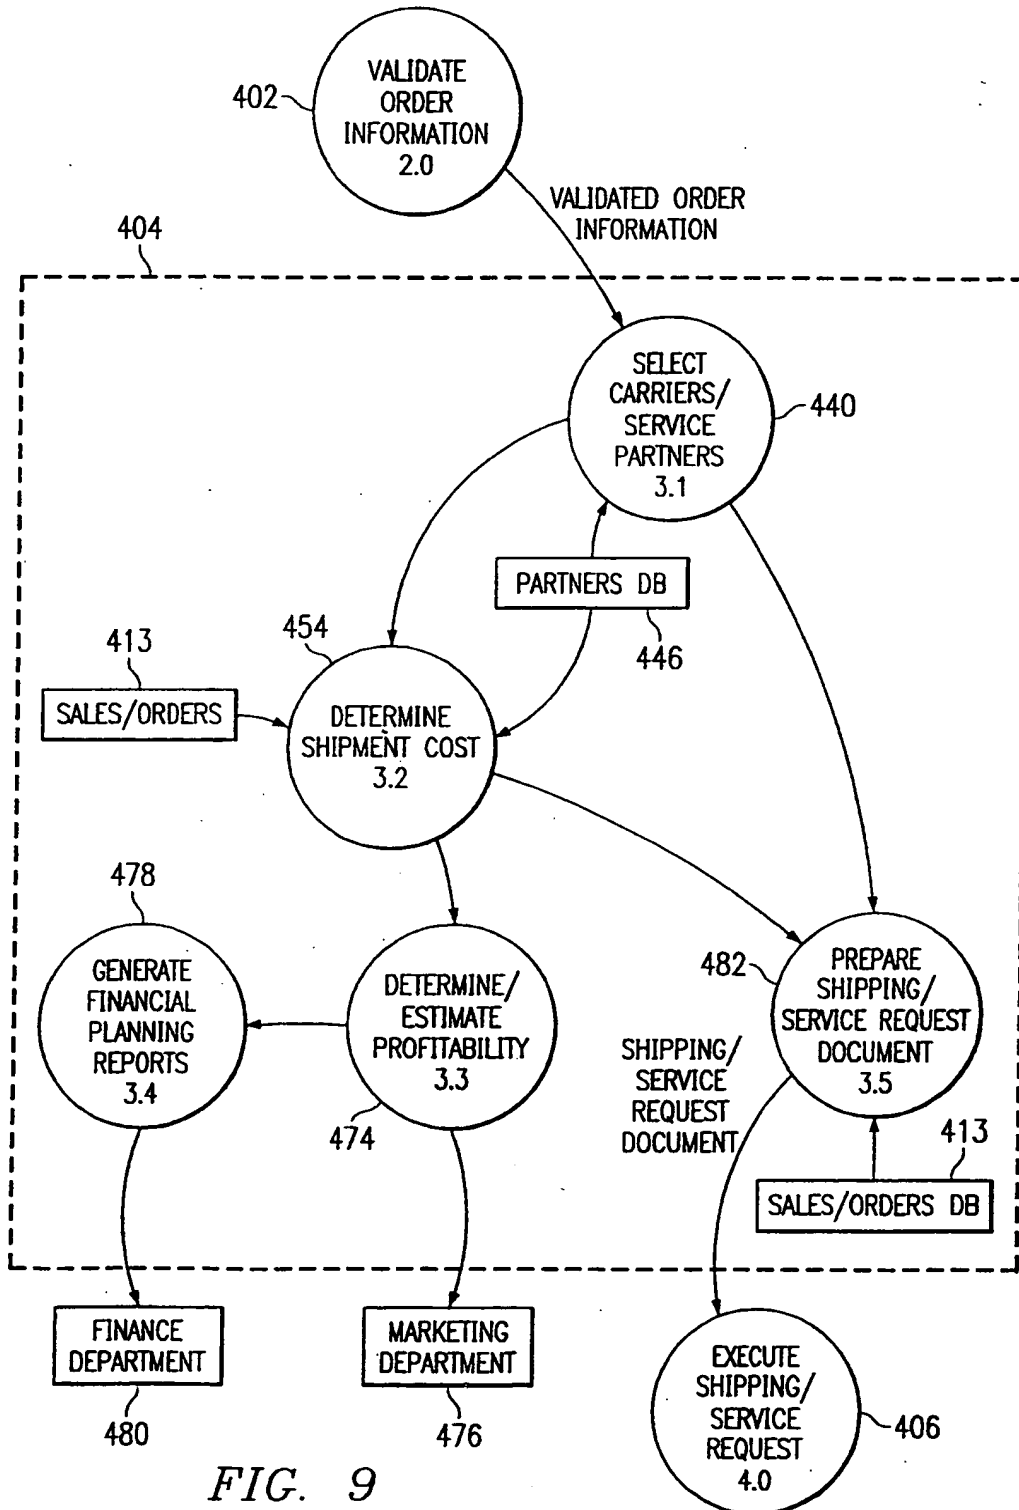 VALIDATE
ORDER
INFORMATION
2.0
402
VALIDATED ORDER
INFORMATION
404
SELECT
CARRIERS/
SERVICE
PARTNERS
3.1
440
PARTNERS DB
446
454
413
SALES/ORDERS
DETERMINE
SHIPMENT COST
3.2
478
GENERATE
FINANCIAL
PLANNING
REPORTS
3.4
DETERMINE/
ESTIMATE
PROFITABILITY
3.3
474
482
PREPARE
SHIPPING/
SERVICE REQUEST
DOCUMENT
3.5
SHIPPING/
SERVICE
REQUEST
DOCUMENT
413
SALES/ORDERS DB
FINANCE
DEPARTMENT
480
MARKETING
DEPARTMENT
476
EXECUTE
SHIPPING/
SERVICE
REQUEST
4.0
406
FIG. 9